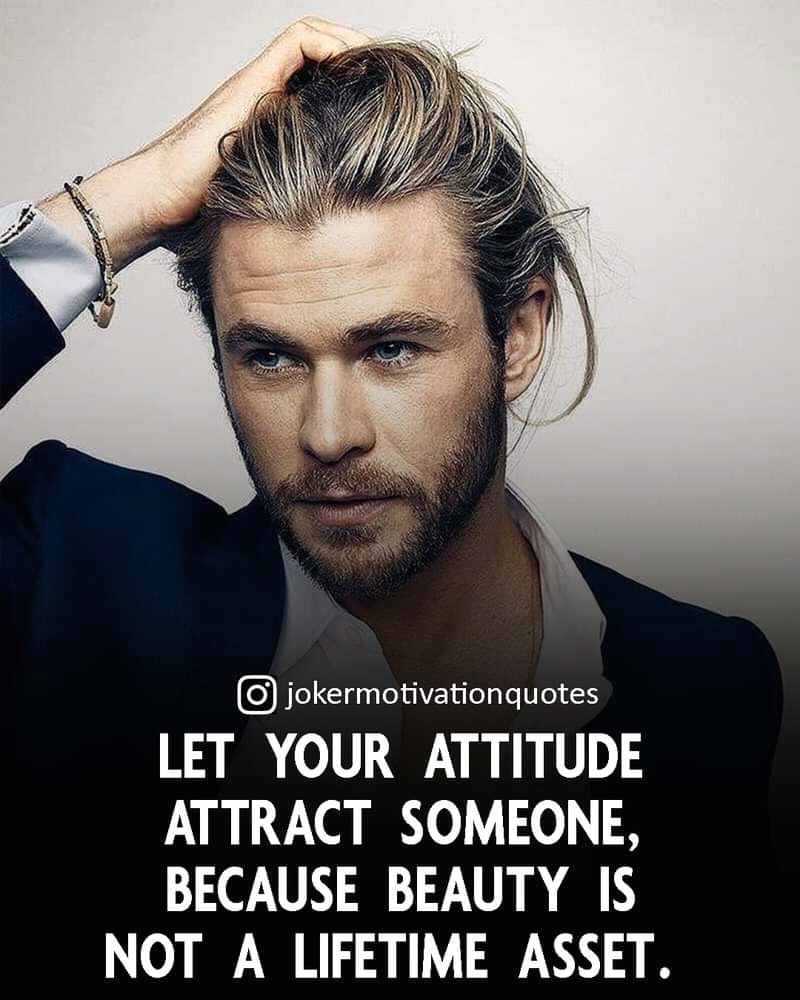 jokermotivationquotes
LET YOUR ATTITUDE
ATTRACT SOMEONE,
BECAUSE BEAUTY IS
NOT A LIFETIME ASSET.